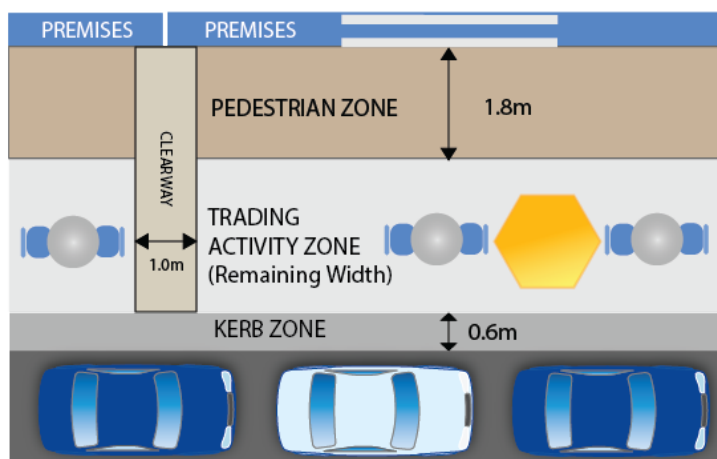 PREMISES
PREMISES
PEDESTRIAN ZONE
1.8m
CLEARWAY
1.0m
TRADING
ACTIVITY ZONE
(Remaining Width)
KERB ZONE
0.6m